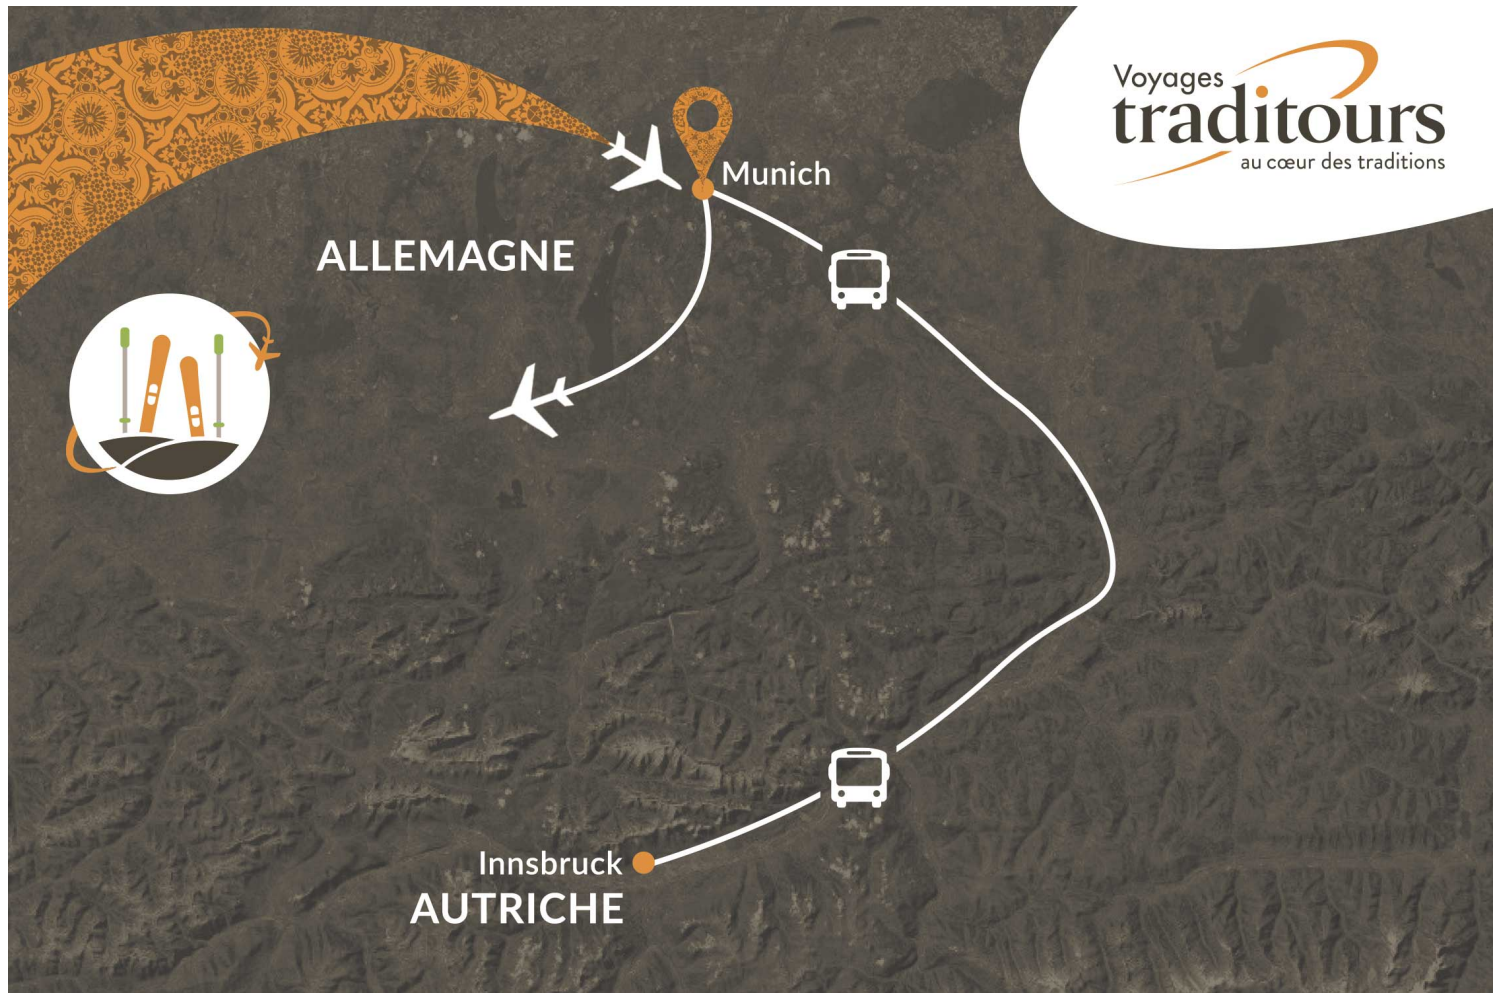 Voyages
traditours
au cœur des traditions
Munich
ALLEMAGNE
Innsbruck
AUTRICHE